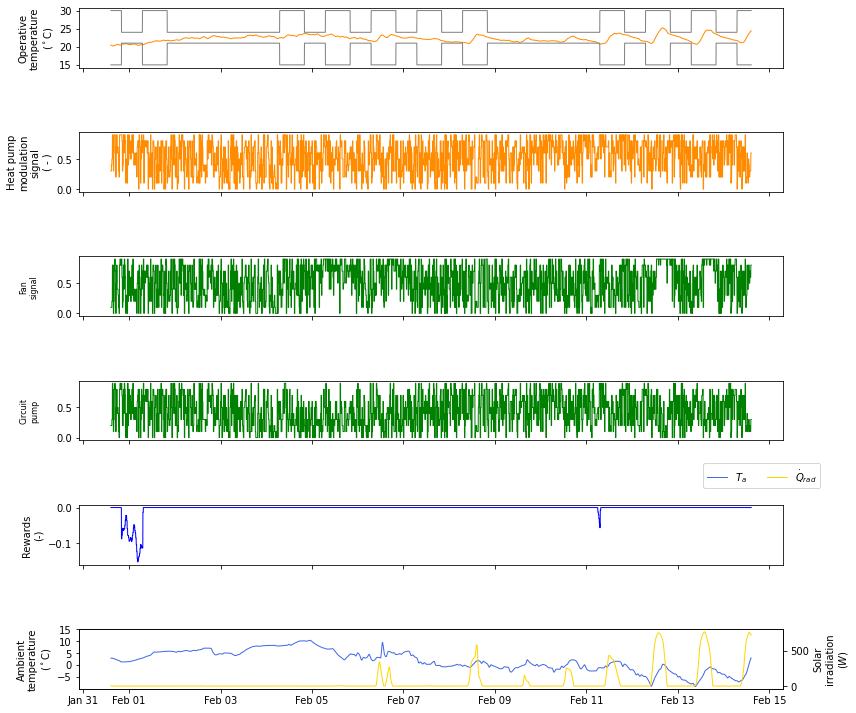 Operative
temperature
(°C)
30
25
20
15
Heat pump
modulation
signal
( - )
0.5
0.0
Fan
signal
0.5
0.0
Circuit
pump
0.5
0.0
T_a
Q̇_rad
Rewards
(-)
0.0
−0.1
Ambient
temperature
(°C)
15
10
5
0
−5
500
0
Solar
irradiation
(W)
Jan 31
Feb 01
Feb 03
Feb 05
Feb 07
Feb 09
Feb 11
Feb 13
Feb 15